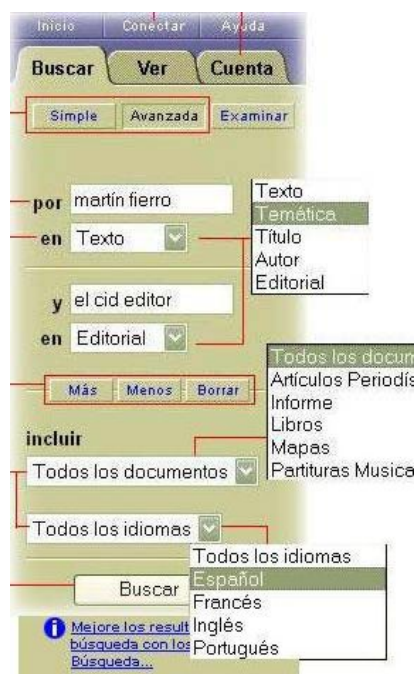 Inicio Conectar Ayuda
Buscar Ver Cuenta
Simple Avanzada Examinar
por martín fierro
en Texto
Texto
Temática
Título
Autor
Editorial
y el cid editor
en Editorial
Más Menos Borrar
Todos los docum
Artículos Periodís
Informe
Libros
Mapas
Partituras Musica
incluir
Todos los documentos
Todos los idiomas
Todos los idiomas
Español
Francés
Inglés
Portugués
Buscar
Mejore los result
búsqueda con los
Búsqueda...